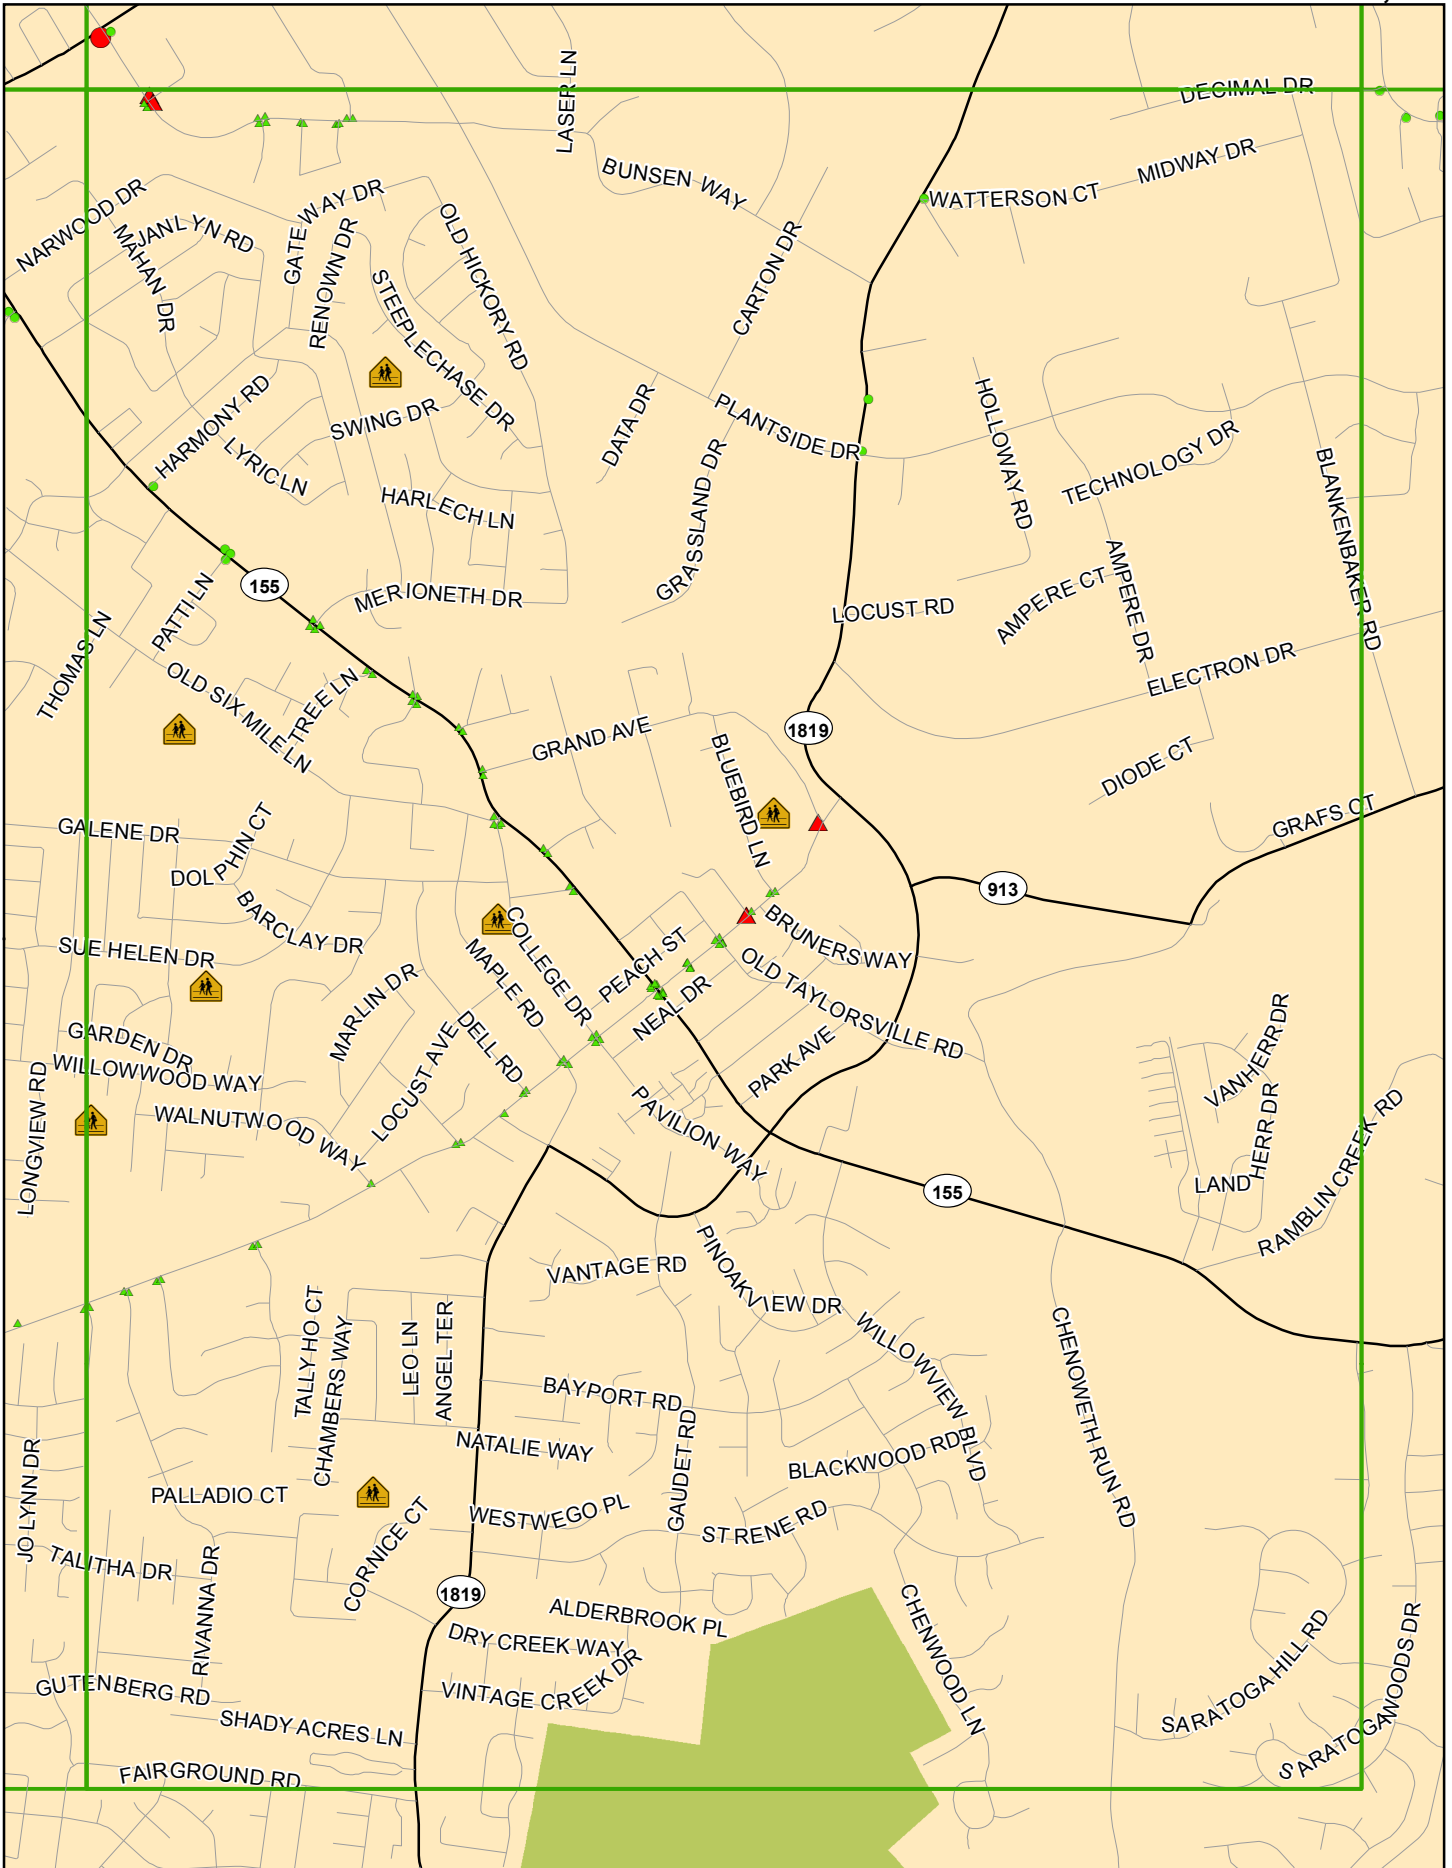 LASER LN
DECIMAL DR
BUNSEN WAY
MIDWAY DR
WATTERSON CT
NARWOOD DR
JANLYN RD
MAHAN DR
GATEWAY DR
RENOWN DR
OLD HICKORY RD
CARTON DR
STEEPLECHASE DR
HARMONY RD
SWING DR
LYRIC LN
DATA DR
PLANTSIDE DR
HOLLOWAY RD
TECHNOLOGY DR
BLANKENBAKER RD
HARLECH LN
GRASSLAND DR
155
MERIONETH DR
LOCUST RD
AMPERE CT
AMPERE DR
PATTI LN
THOMAS LN
OLD SIX MILE LN
TREE LN
ELECTRON DR
GRAND AVE
1819
BLUEBIRD LN
DIODE CT
GRAFS CT
GALENE DR
DOLPHIN CT
913
BARCLAY DR
SUE HELEN DR
COLLEGE DR
MAPLE RD
PEACH ST
BRUNERS WAY
NEAL DR
OLD TAYLORSVILLE RD
MARLIN DR
GARDEN DR
WILLOWWOOD WAY
LOCUST AVE
DELL RD
PARK AVE
VANHERR DR
HERR DR
LAND
RAMBLIN CREEK RD
LONGVIEW RD
WALNUTWOOD WAY
PAVILION WAY
155
VANTAGE RD
PINOAKVIEW DR
WILLOWVIEW BLVD
TALLY HO CT
CHAMBERS WAY
LEO LN
ANGEL TER
CHENOWETH RUN RD
BAYPORT RD
NATALIE WAY
GAUDET RD
BLACKWOOD RD
JOLYNN DR
PALLADIO CT
WESTWEGO PL
ST RENE RD
CORNICE CT
TALITHA DR
RIVANNA DR
1819
ALDERBROOK PL
DRY CREEK WAY
CHENWOOD LN
VINTAGE CREEK DR
GUTENBERG RD
SHADY ACRES LN
SARATOGA HILL RD
SARATOGA WOODS DR
FAIRGROUND RD